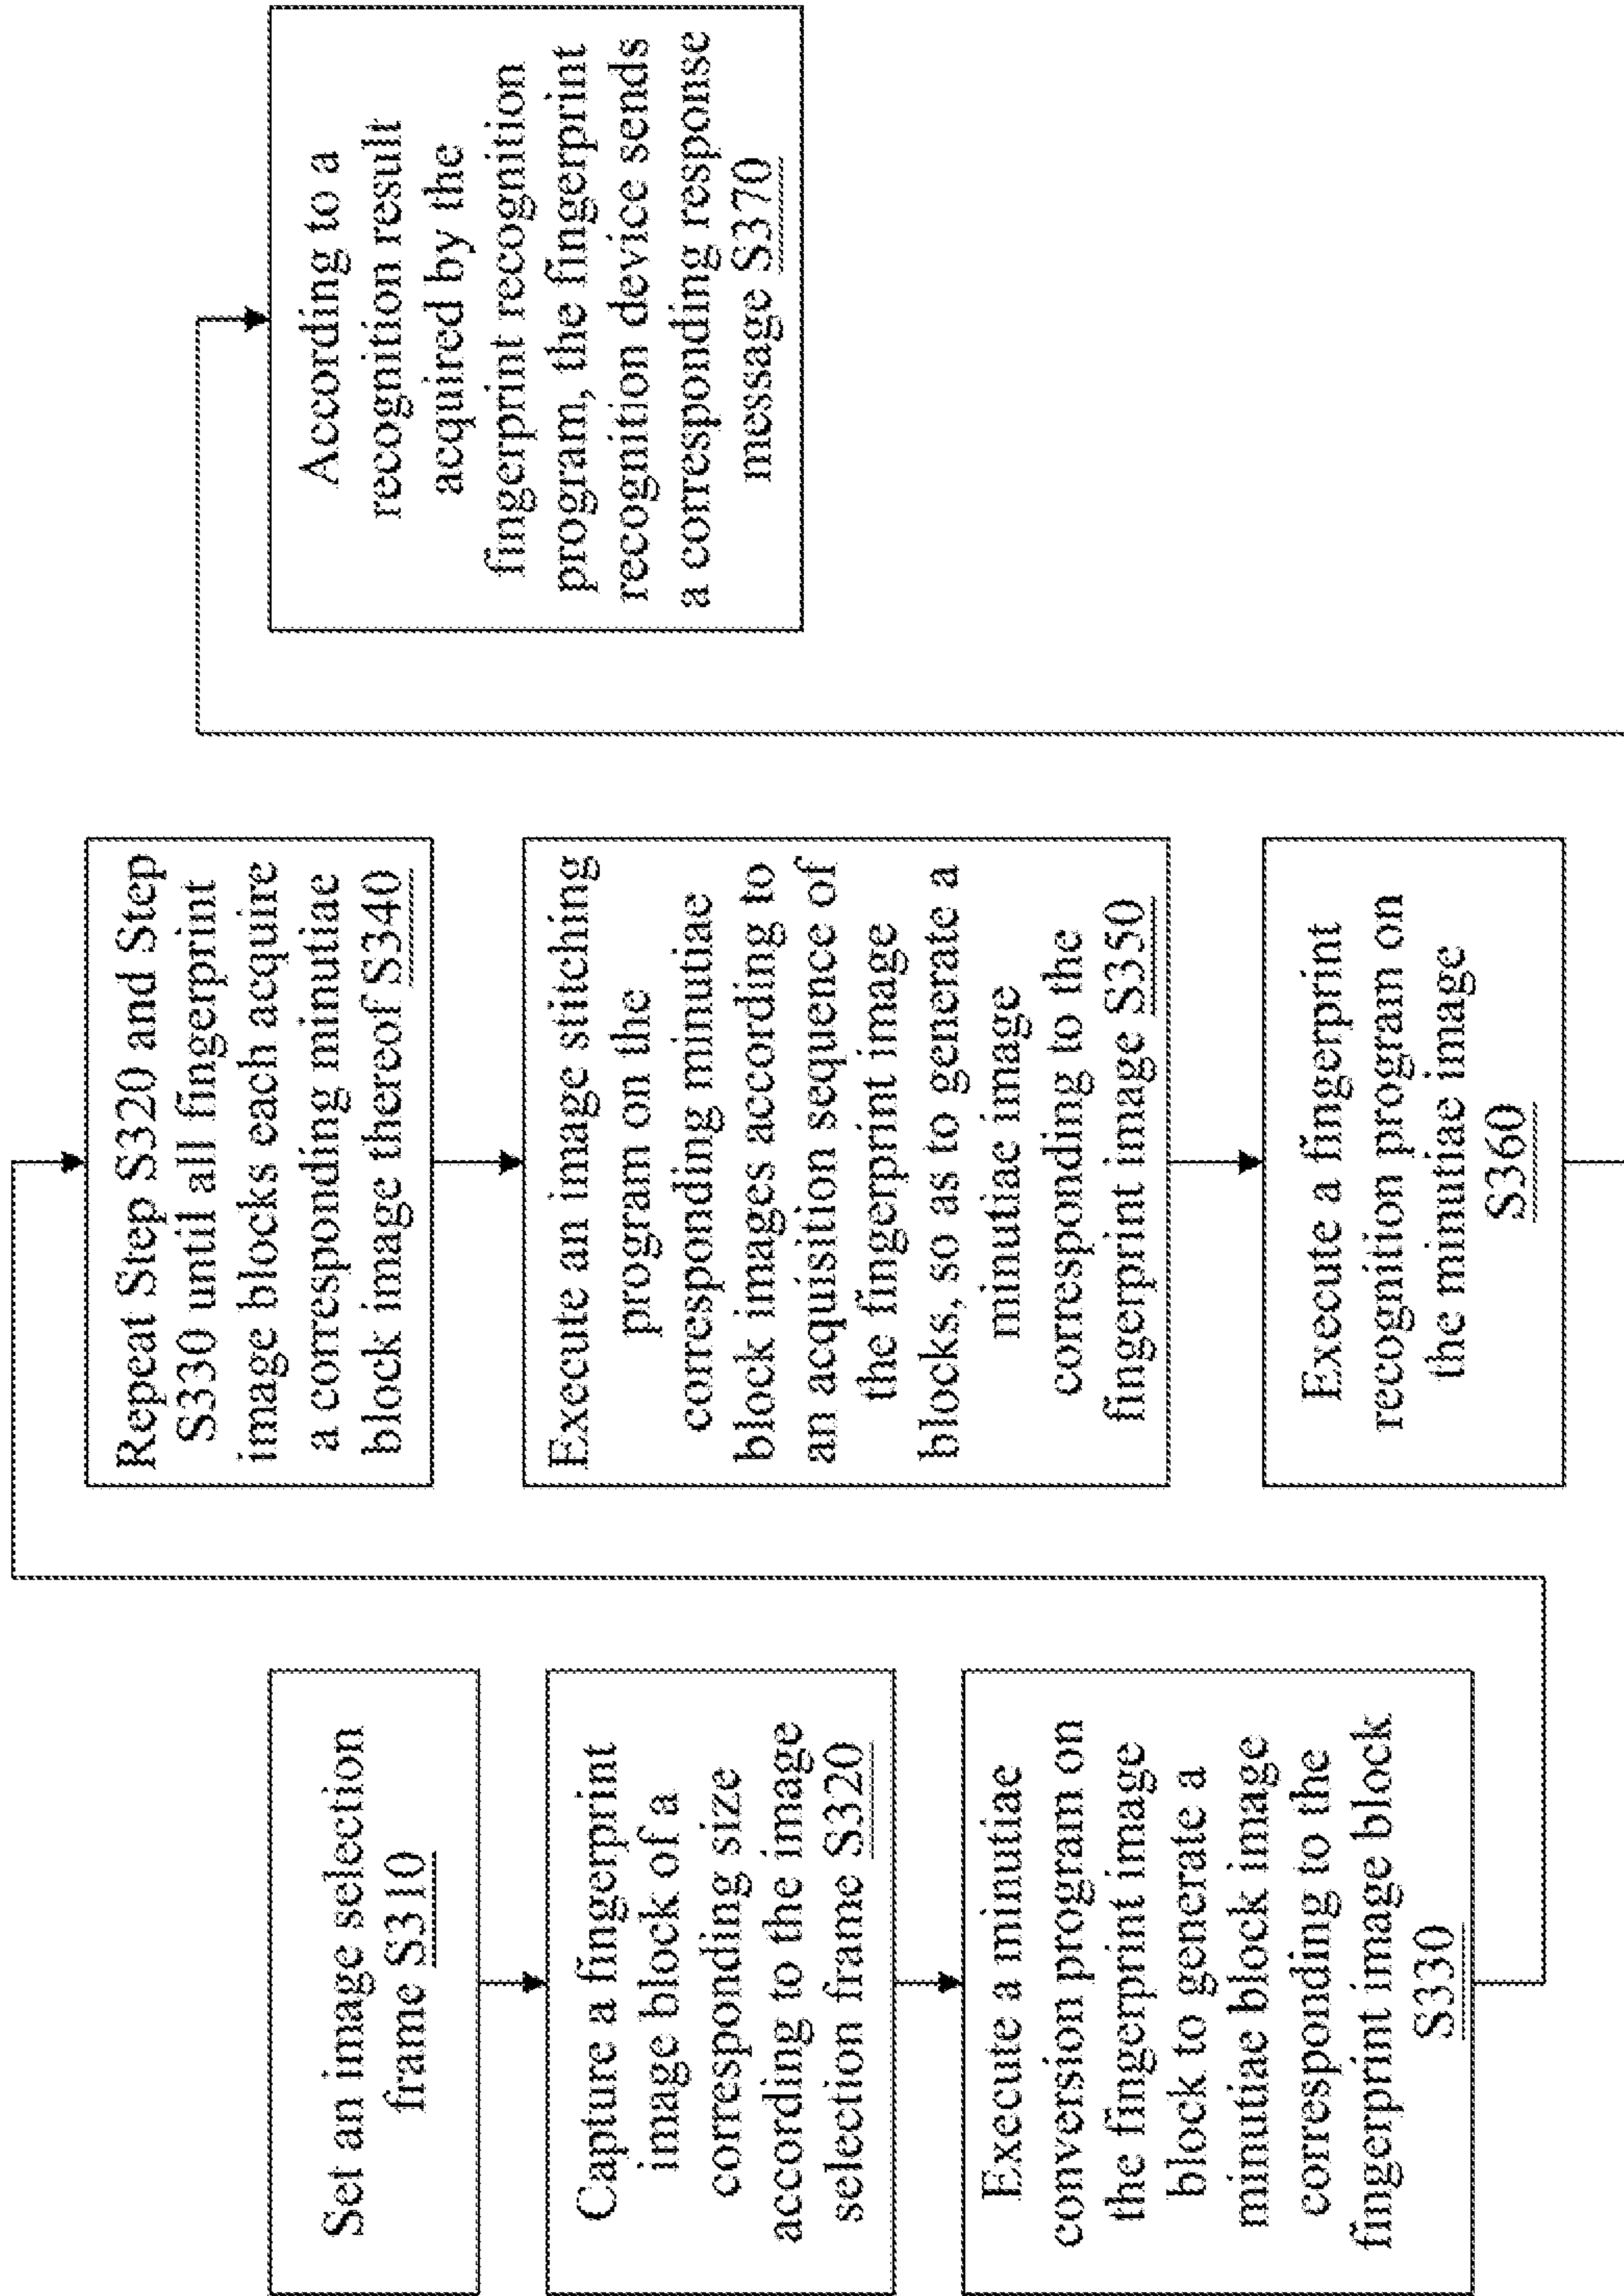 Set an image selection
frame S310
Capture a fingerprint
image block of a
corresponding size
according to the image
selection frame S320
Execute a minutiae
conversion program on
the fingerprint image
block to generate a
minutiae block image
corresponding to the
fingerprint image block
S330
Repeat Step S320 and Step
S330 until all fingerprint
image blocks each acquire
a corresponding minutiae
block image thereof S340
Execute an image stitching
program on the
corresponding minutiae
block images according to
an acquisition sequence of
the fingerprint image
blocks, so as to generate a
minutiae image
corresponding to the
fingerprint image S350
Execute a fingerprint
recognition program on
the minutiae image
S360
According to a
recognition result
acquired by the
fingerprint recognition
program, the fingerprint
recognition device sends
a corresponding response
message S370